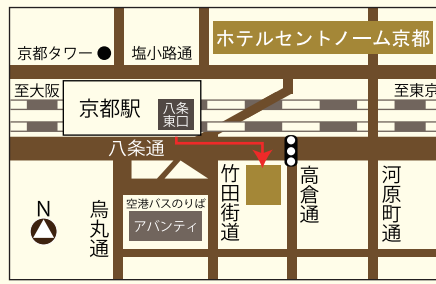 ホテルセントノーム京都
京都タワー
塩小路通
至大阪
至東京
京都駅
八条
東口
八条通
竹田街道
高倉通
河原町通
烏丸通
空港バスのりば
アバンティ
N